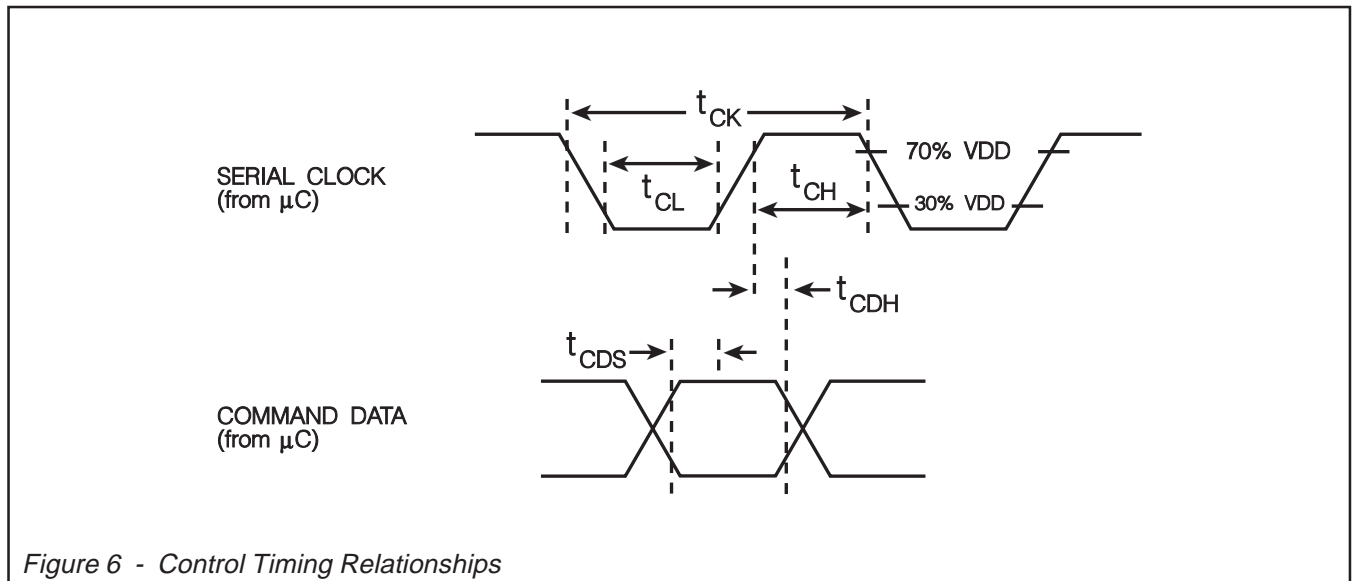 tCK
SERIAL CLOCK
(from µC)
tCL
tCH
70% VDD
30% VDD
tCDH
tCDS
COMMAND DATA
(from µC)
Figure 6 - Control Timing Relationships